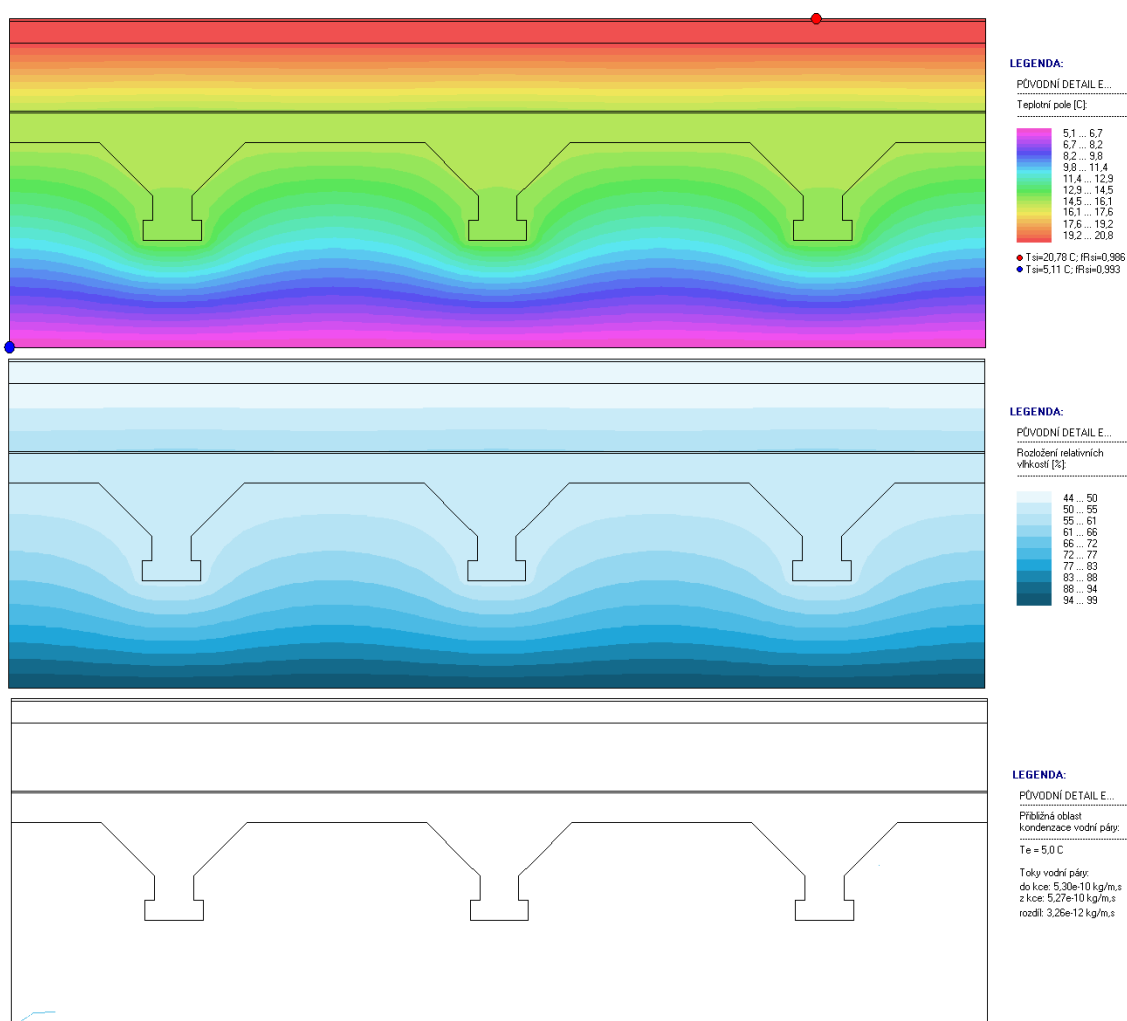 LEGENDA:
PŮVODNÍ DETAIL E...
Teplotní pole [C]:
5,1 ... 6,7
6,7 ... 8,2
8,2 ... 9,8
9,8 ... 11,4
11,4 ... 12,9
12,9 ... 14,5
14,5 ... 16,1
16,1 ... 17,6
17,6 ... 19,2
19,2 ... 20,8
Tsi=20,78 C; fRsi=0,986
Tsi=5,11 C; fRsi=0,993
LEGENDA:
PŮVODNÍ DETAIL E...
Rozložení relativních
vlhkostí [%]:
44 ... 50
50 ... 55
55 ... 61
61 ... 66
66 ... 72
72 ... 77
77 ... 83
83 ... 88
88 ... 94
94 ... 99
LEGENDA:
PŮVODNÍ DETAIL E...
Přibližná oblast
kondenzace vodní páry:
Te = 5,0 C
Toky vodní páry:
do kce: 5,30e-10 kg/m,s
z kce: 5,27e-10 kg/m,s
rozdíl: 3,26e-12 kg/m,s